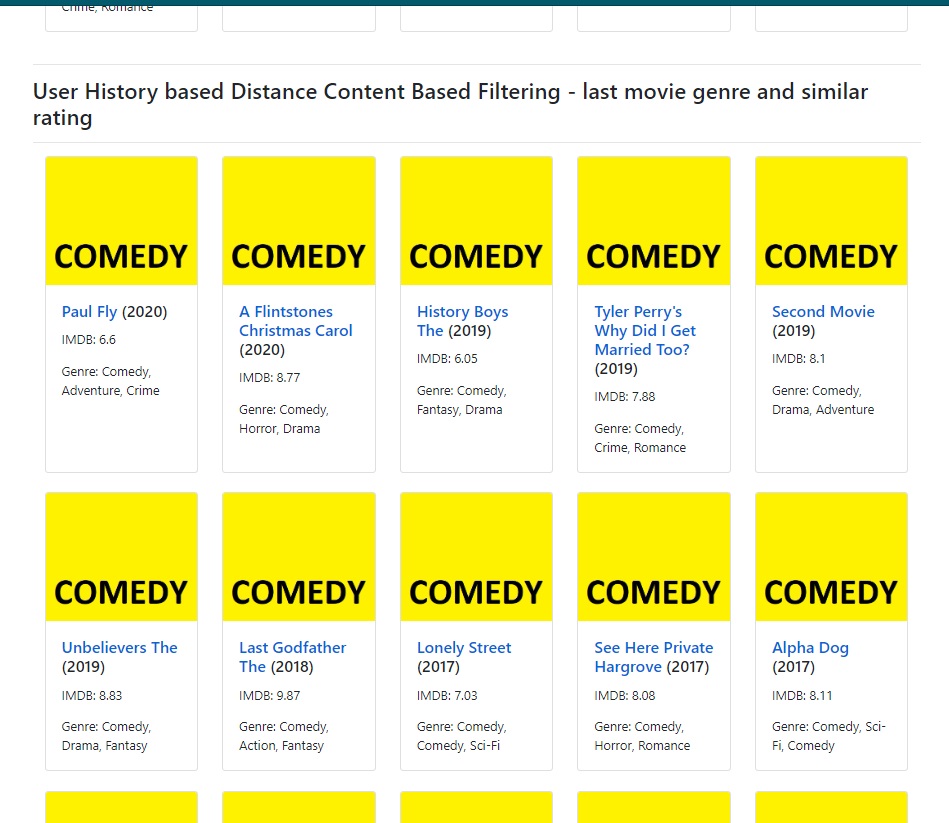 Crime, Romance
User History based Distance Content Based Filtering - last movie genre and similar
rating
COMEDY
Paul Fly (2020)
IMDB: 6.6
Genre: Comedy,
Adventure, Crime
COMEDY
A Flintstones
Christmas Carol
(2020)
IMDB: 8.77
Genre: Comedy,
Horror, Drama
COMEDY
History Boys
The (2019)
IMDB: 6.05
Genre: Comedy,
Fantasy, Drama
COMEDY
Tyler Perry's
Why Did I Get
Married Too?
(2019)
IMDB: 7.88
Genre: Comedy,
Crime, Romance
COMEDY
Second Movie
(2019)
IMDB: 8.1
Genre: Comedy,
Drama, Adventure
COMEDY
Unbelievers The
(2019)
IMDB: 8.83
Genre: Comedy,
Drama, Fantasy
COMEDY
Last Godfather
The (2018)
IMDB: 9.87
Genre: Comedy,
Action, Fantasy
COMEDY
Lonely Street
(2017)
IMDB: 7.03
Genre: Comedy,
Comedy, Sci-Fi
COMEDY
See Here Private
Hargrove (2017)
IMDB: 8.08
Genre: Comedy,
Horror, Romance
COMEDY
Alpha Dog
(2017)
IMDB: 8.11
Genre: Comedy, Sci-
Fi, Comedy